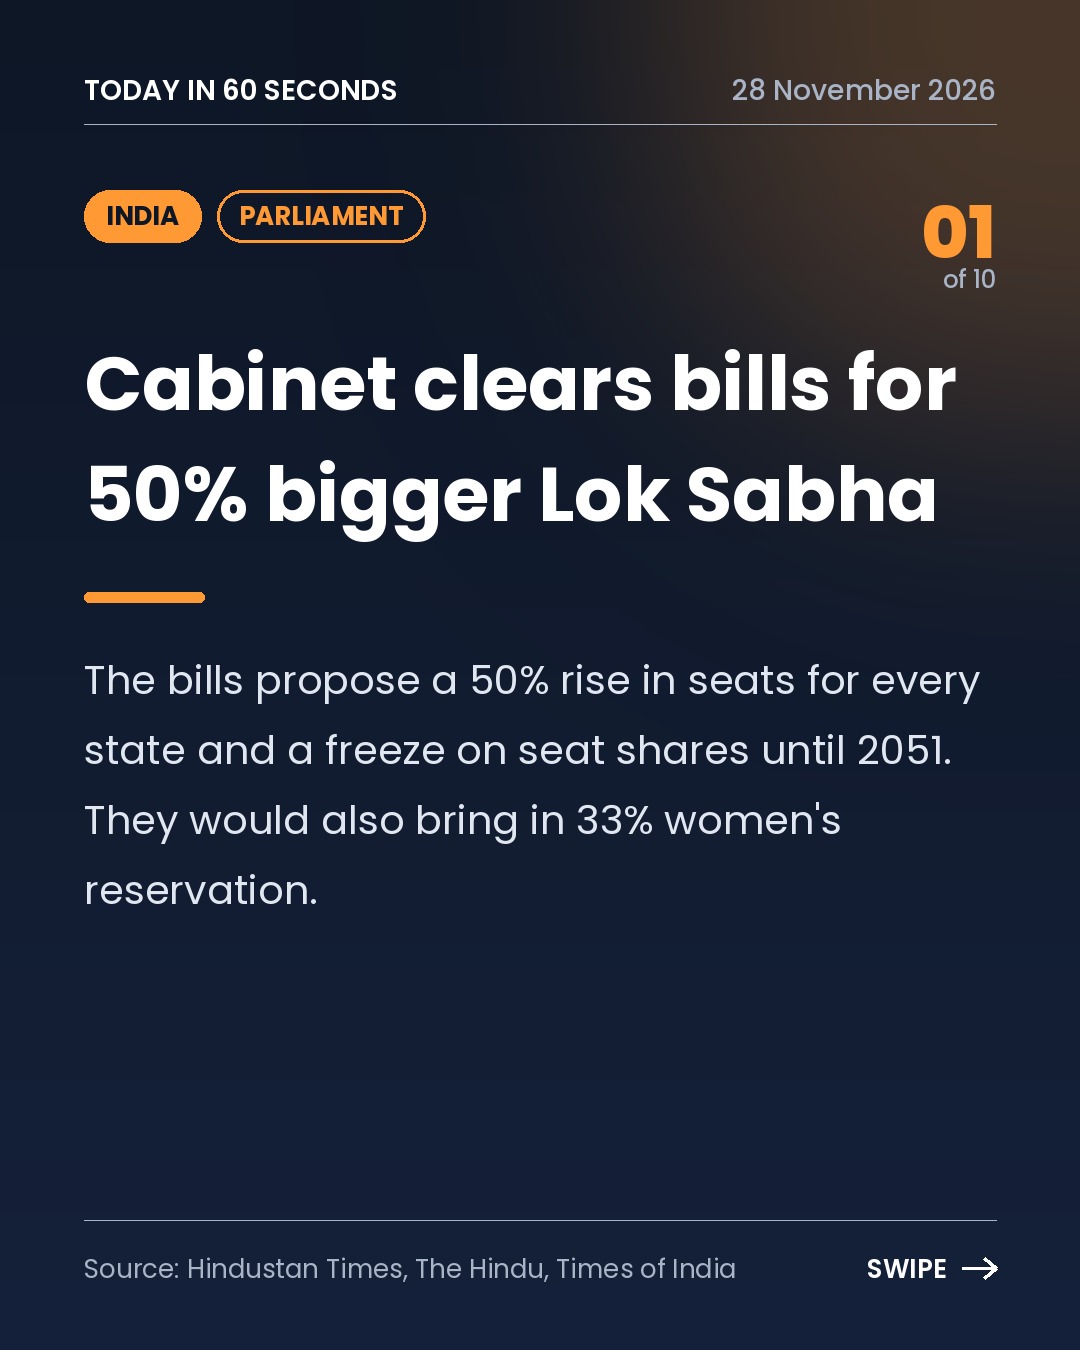 TODAY IN 60 SECONDS
28 November 2026
INDIA
PARLIAMENT
01
of 10
Cabinet clears bills for
50% bigger Lok Sabha
The bills propose a 50% rise in seats for every
state and a freeze on seat shares until 2051.
They would also bring in 33% women's
reservation.
Source: Hindustan Times, The Hindu, Times of India
SWIPE